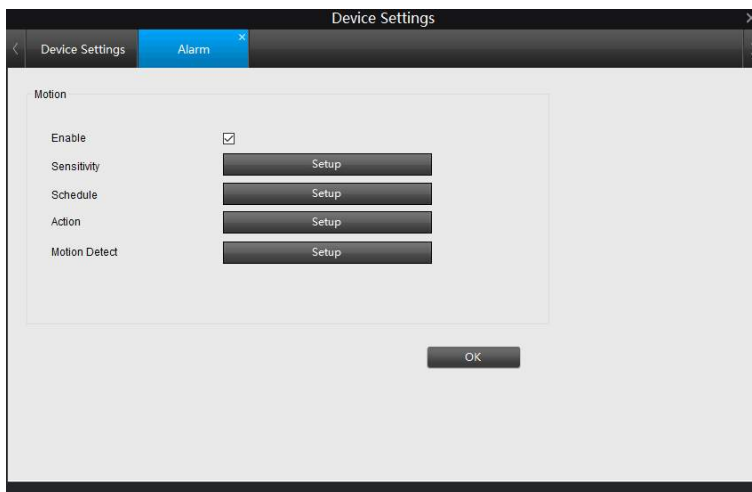 Device Settings
Device Settings Alarm
Motion
Enable
Sensitivity Setup
Schedule Setup
Action Setup
Motion Detect Setup
OK